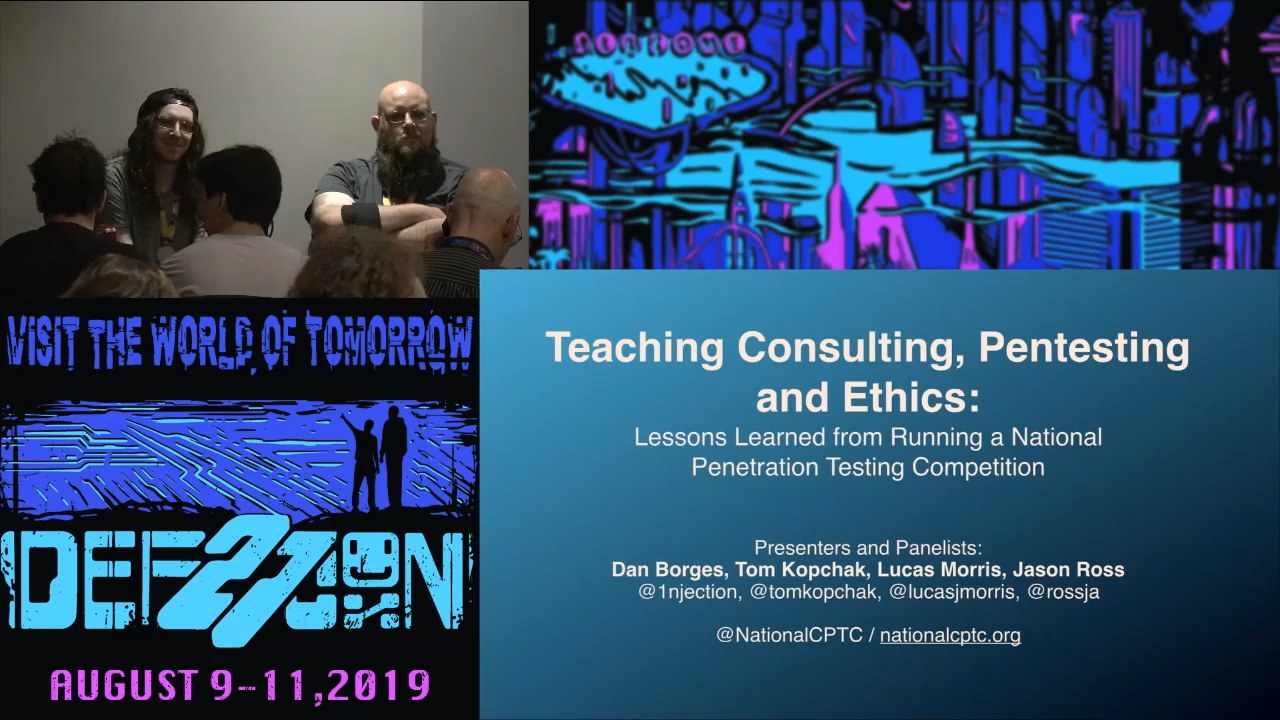 WELCOME
VISIT THE WORLD OF TOMORROW
DEF27CON
AUGUST 9-11,2019
Teaching Consulting, Pentesting
and Ethics:
Lessons Learned from Running a National
Penetration Testing Competition
Presenters and Panelists:
Dan Borges, Tom Kopchak, Lucas Morris, Jason Ross
@1njection, @tomkopchak, @lucasjmorris, @rossja
@NationalCPTC / nationalcptc.org